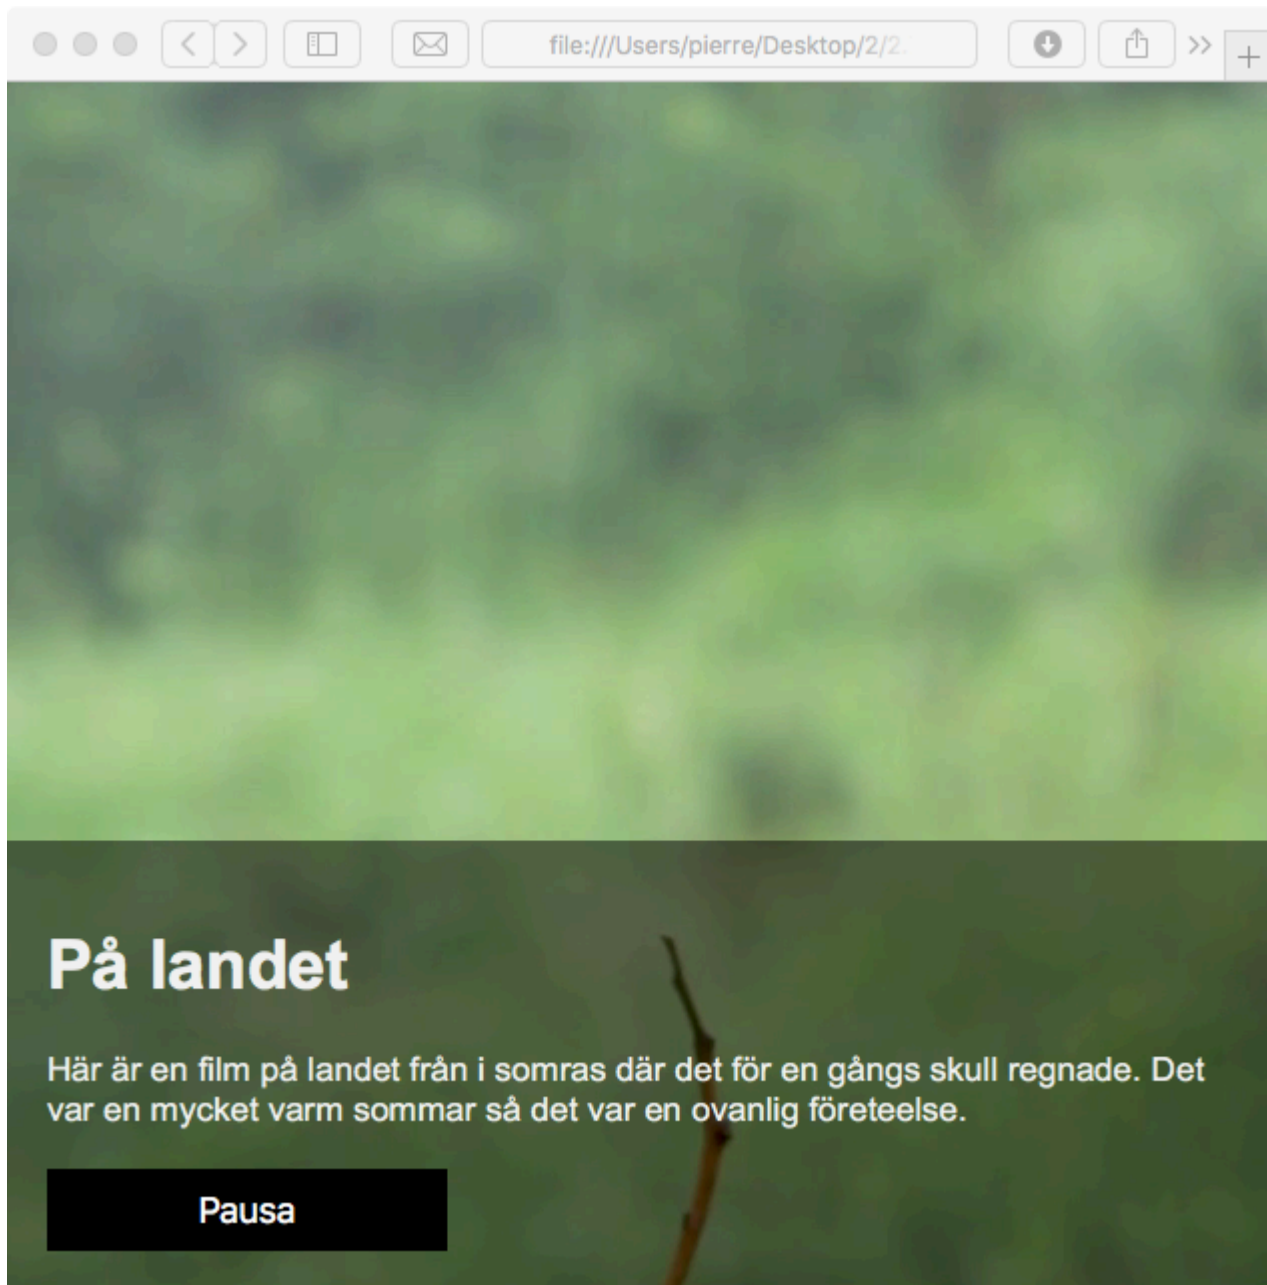 file:///Users/pierre/Desktop/2/2.
På landet
Här är en film på landet från i somras där det för en gångs skull regnade. Det
var en mycket varm sommar så det var en ovanlig företeelse.
Pausa